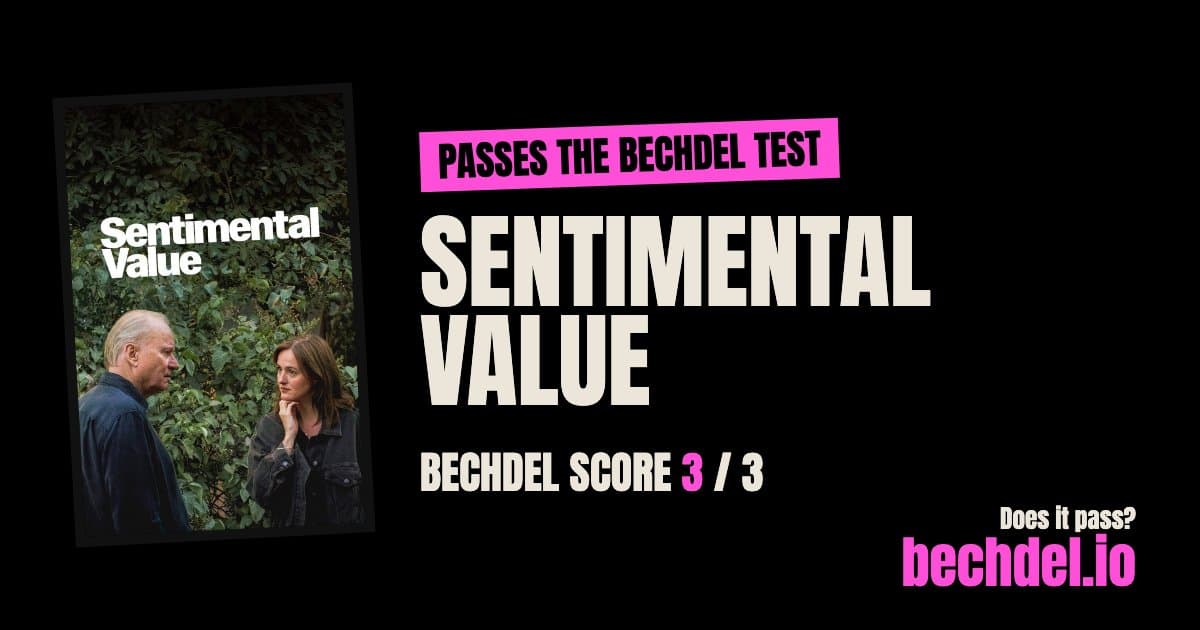 Sentimental
Value
PASSES THE BECHDEL TEST
SENTIMENTAL
VALUE
BECHDEL SCORE 3 / 3
Does it pass?
bechdel.io